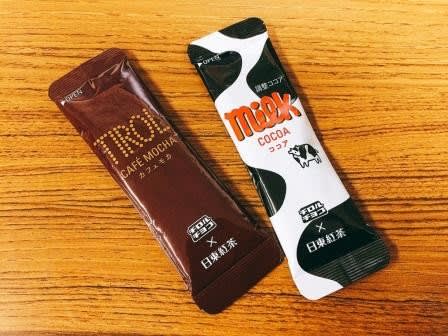 OPEN
TIROL
CAFÉ MOCHA
カフェモカ
チロル
チョコ
×
日東紅茶
OPEN
調整ココア
milk
COCOA
ココア
チロル
チョコ
×
日東紅茶